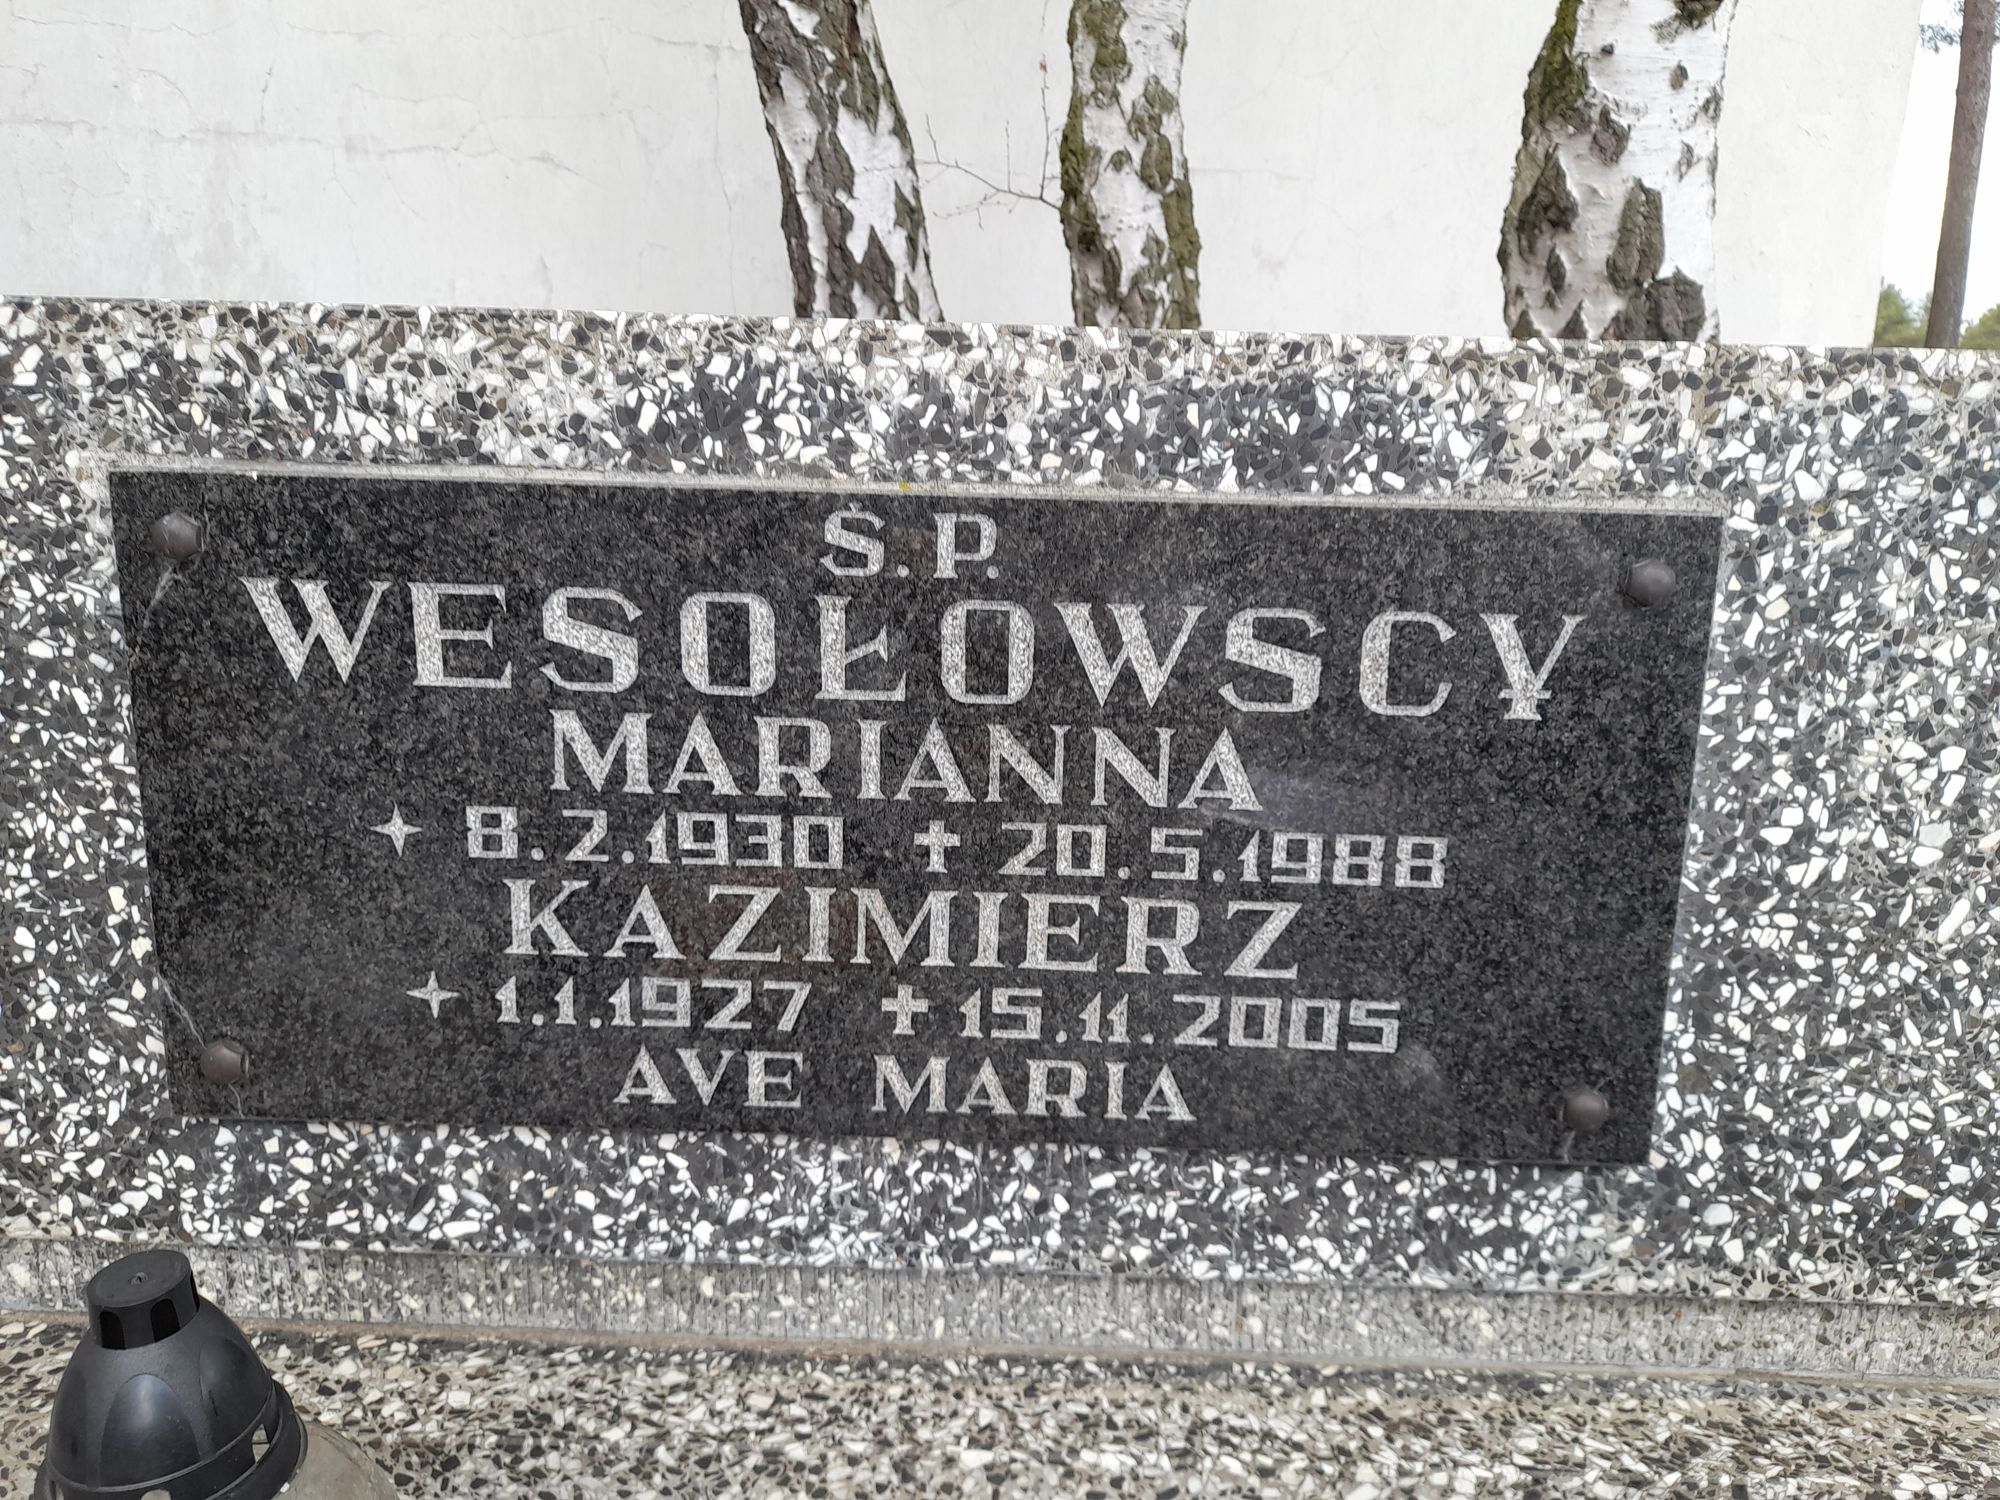 Ś.P.
WESOŁOWSCY
MARIANNA
✦ 8.2.1930 ✝ 20.5.1988
KAZIMIERZ
✦ 1.1.1927 ✝ 15.11.2005
AVE MARIA